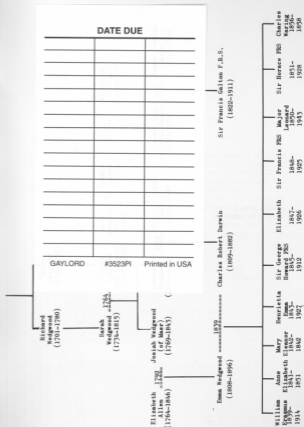 DATE DUE
GAYLORD #3523PI Printed in USA
Richard
Wedgwood
(1701-1780)
1764
Sarah
Wedgwood
(1734-1815)
Elizabeth
Allen
(1764-1846)
1792
Josiah Wedgwood
(of Maer)
(1769-1843)
(
Emma Wedgwood
(1808-1896)
1839
Charles Robert Darwin
(1809-1882)
Sir Francis Galton F.R.S.
(1822-1911)
William
Erasmus
1839-
1914
Anne
Elizabeth
1841-
1851
Mary
Eleanor
1842-
1842
Henrietta
Emma
1843-
1927
Sir George
Howard FRS
1845-
1912
Elizabeth
1847-
1926
Sir Francis FRS
1848-
1925
Major
Leonard
1850-
1943
Sir Horace FRS
1851-
1928
Charles
Waring
1856-
1858